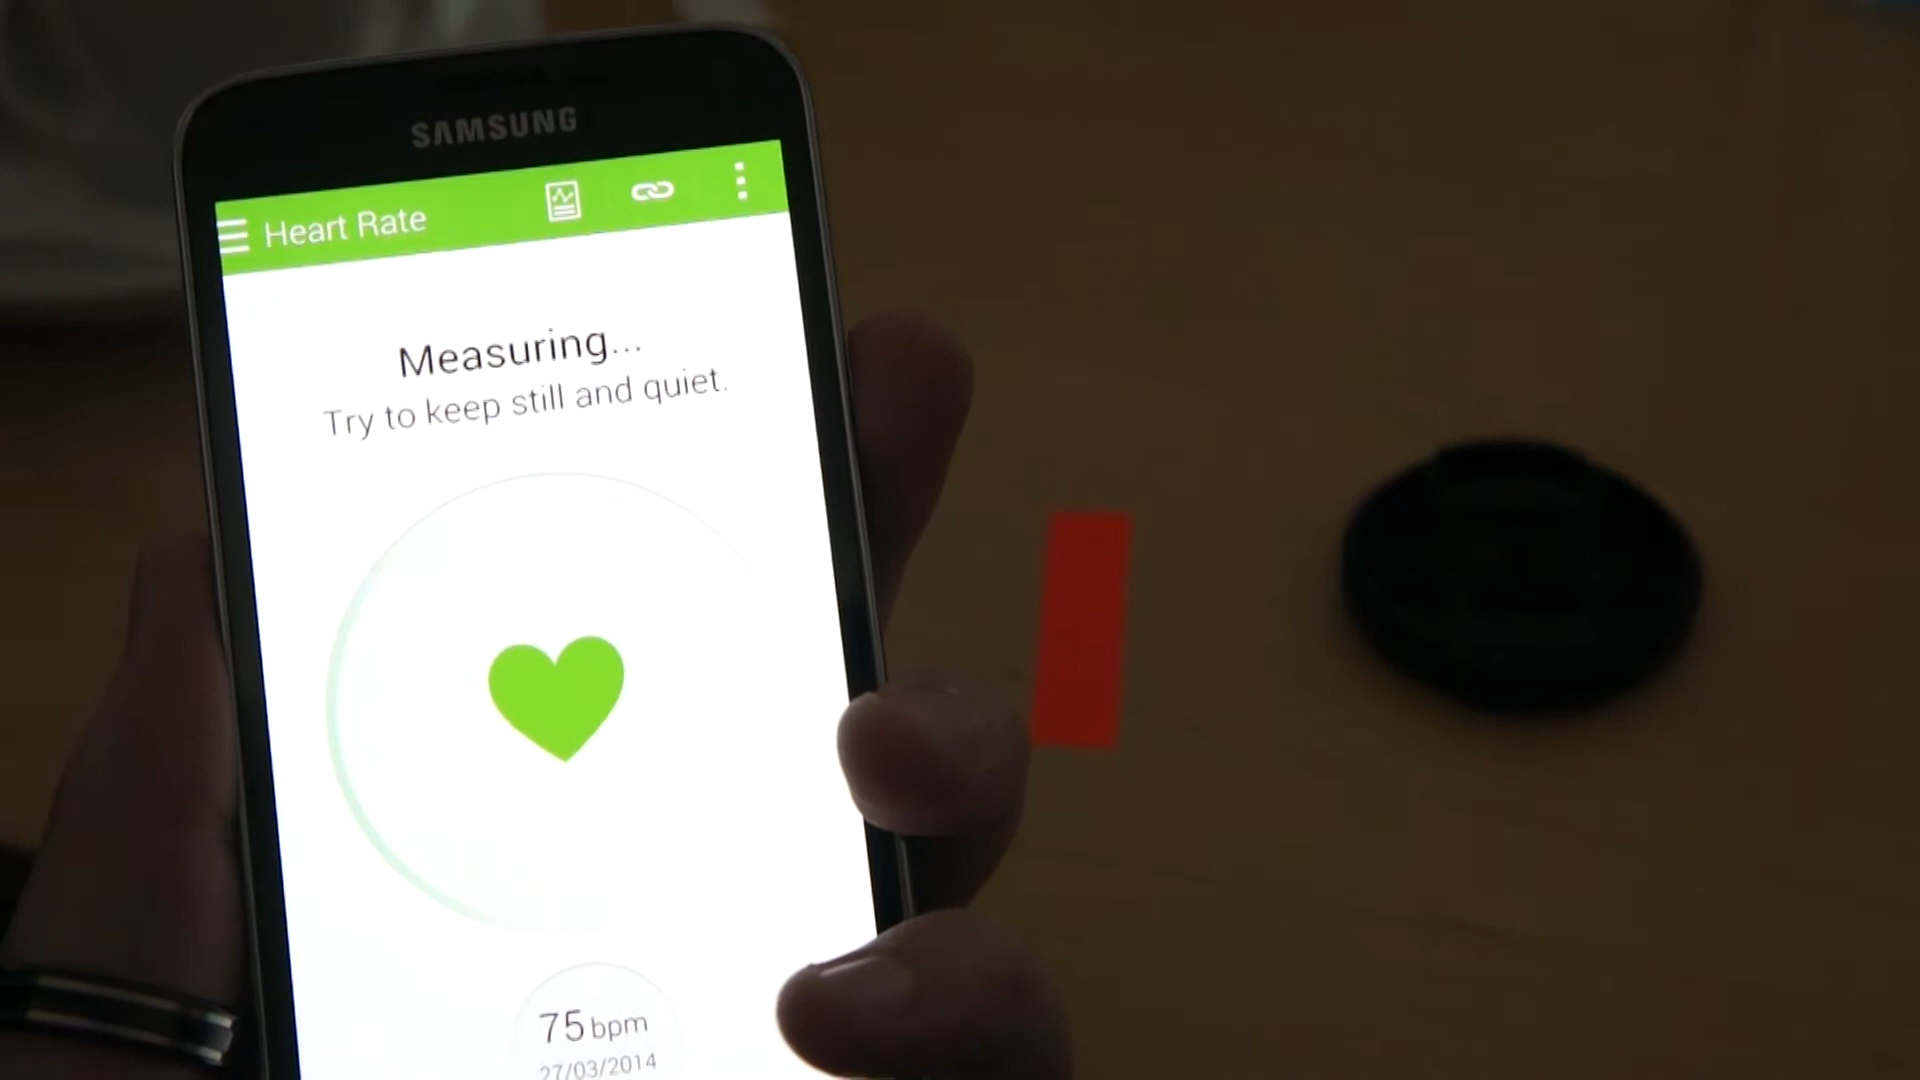 SAMSUNG
Heart Rate
Measuring...
Try to keep still and quiet.
75 bpm
27/03/2014